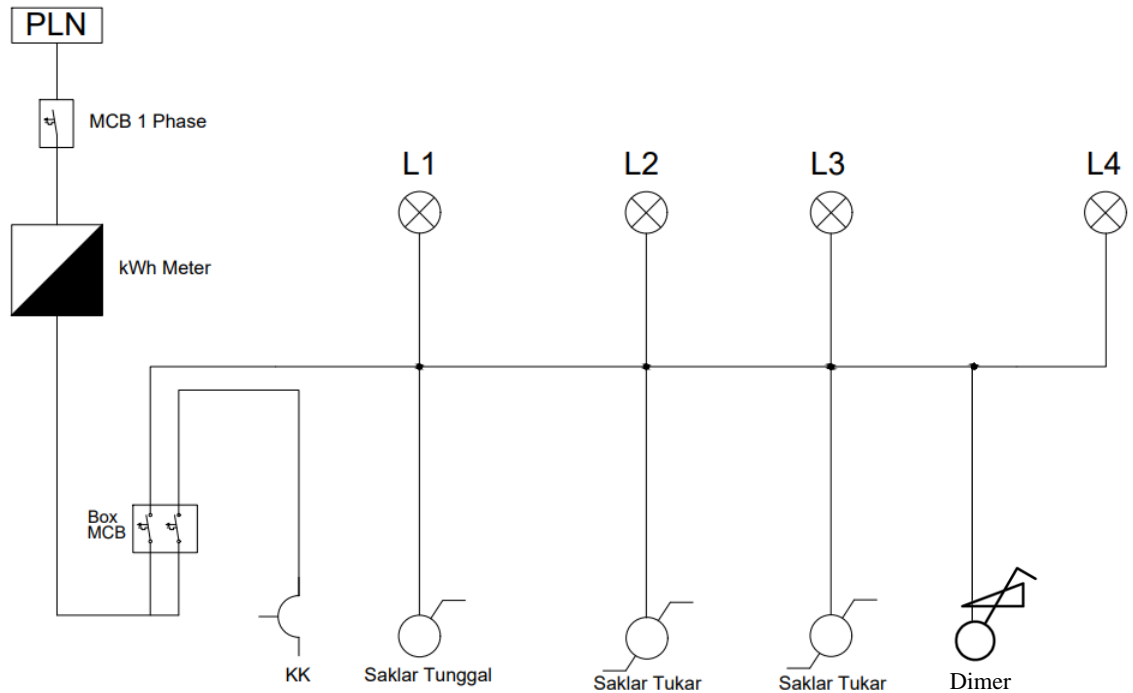 PLN
MCB 1 Phase
L1
L2
L3
L4
kWh Meter
Box
MCB
KK
Saklar Tunggal
Saklar Tukar
Saklar Tukar
Dimer